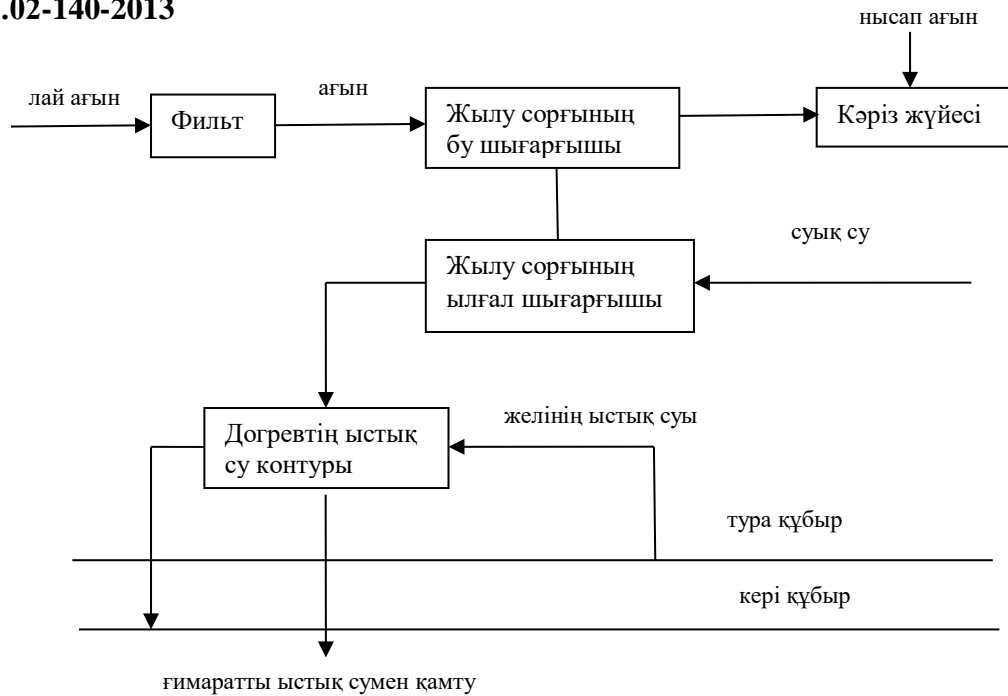 .02-140-2013
нысап ағын
лай ағын
ағын
Фильт
Жылу сорғының
бу шығарғышы
Кәріз жүйесі
суық су
Жылу сорғының
ылғал шығарғышы
Догревтің ыстық
су контуры
желінің ыстық суы
тура құбыр
кері құбыр
ғимаратты ыстық сумен қамту